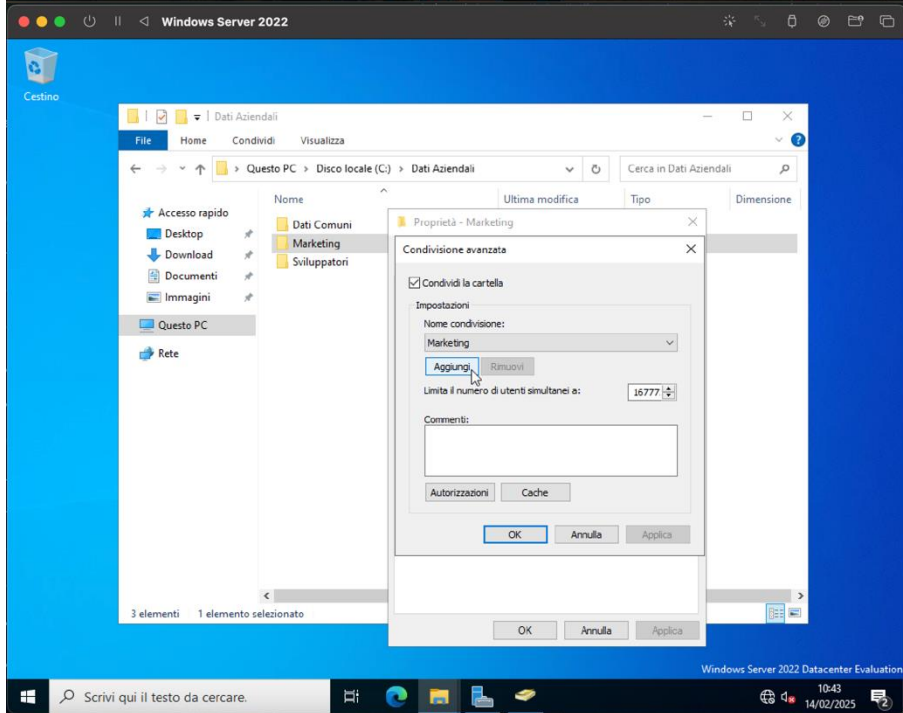 Windows Server 2022
Cestino
Dati Aziendali
File Home Condividi Visualizza
Questo PC > Disco locale (C:) > Dati Aziendali
Cerca in Dati Aziendali
Nome Ultima modifica Tipo Dimensione
Accesso rapido
Desktop
Download
Documenti
Immagini
Questo PC
Rete
Dati Comuni
Marketing
Sviluppatori
Proprietà - Marketing
Condivisione avanzata
Condividi la cartella
Impostazioni
Nome condivisione:
Marketing
Aggiungi Rimuovi
Limita il numero di utenti simultanei a: 16777
Commenti:
Autorizzazioni Cache
OK Annulla Applica
OK Annulla Applica
3 elementi 1 elemento selezionato
Windows Server 2022 Datacenter Evaluation
Scrivi qui il testo da cercare.
10:43
14/02/2025
2